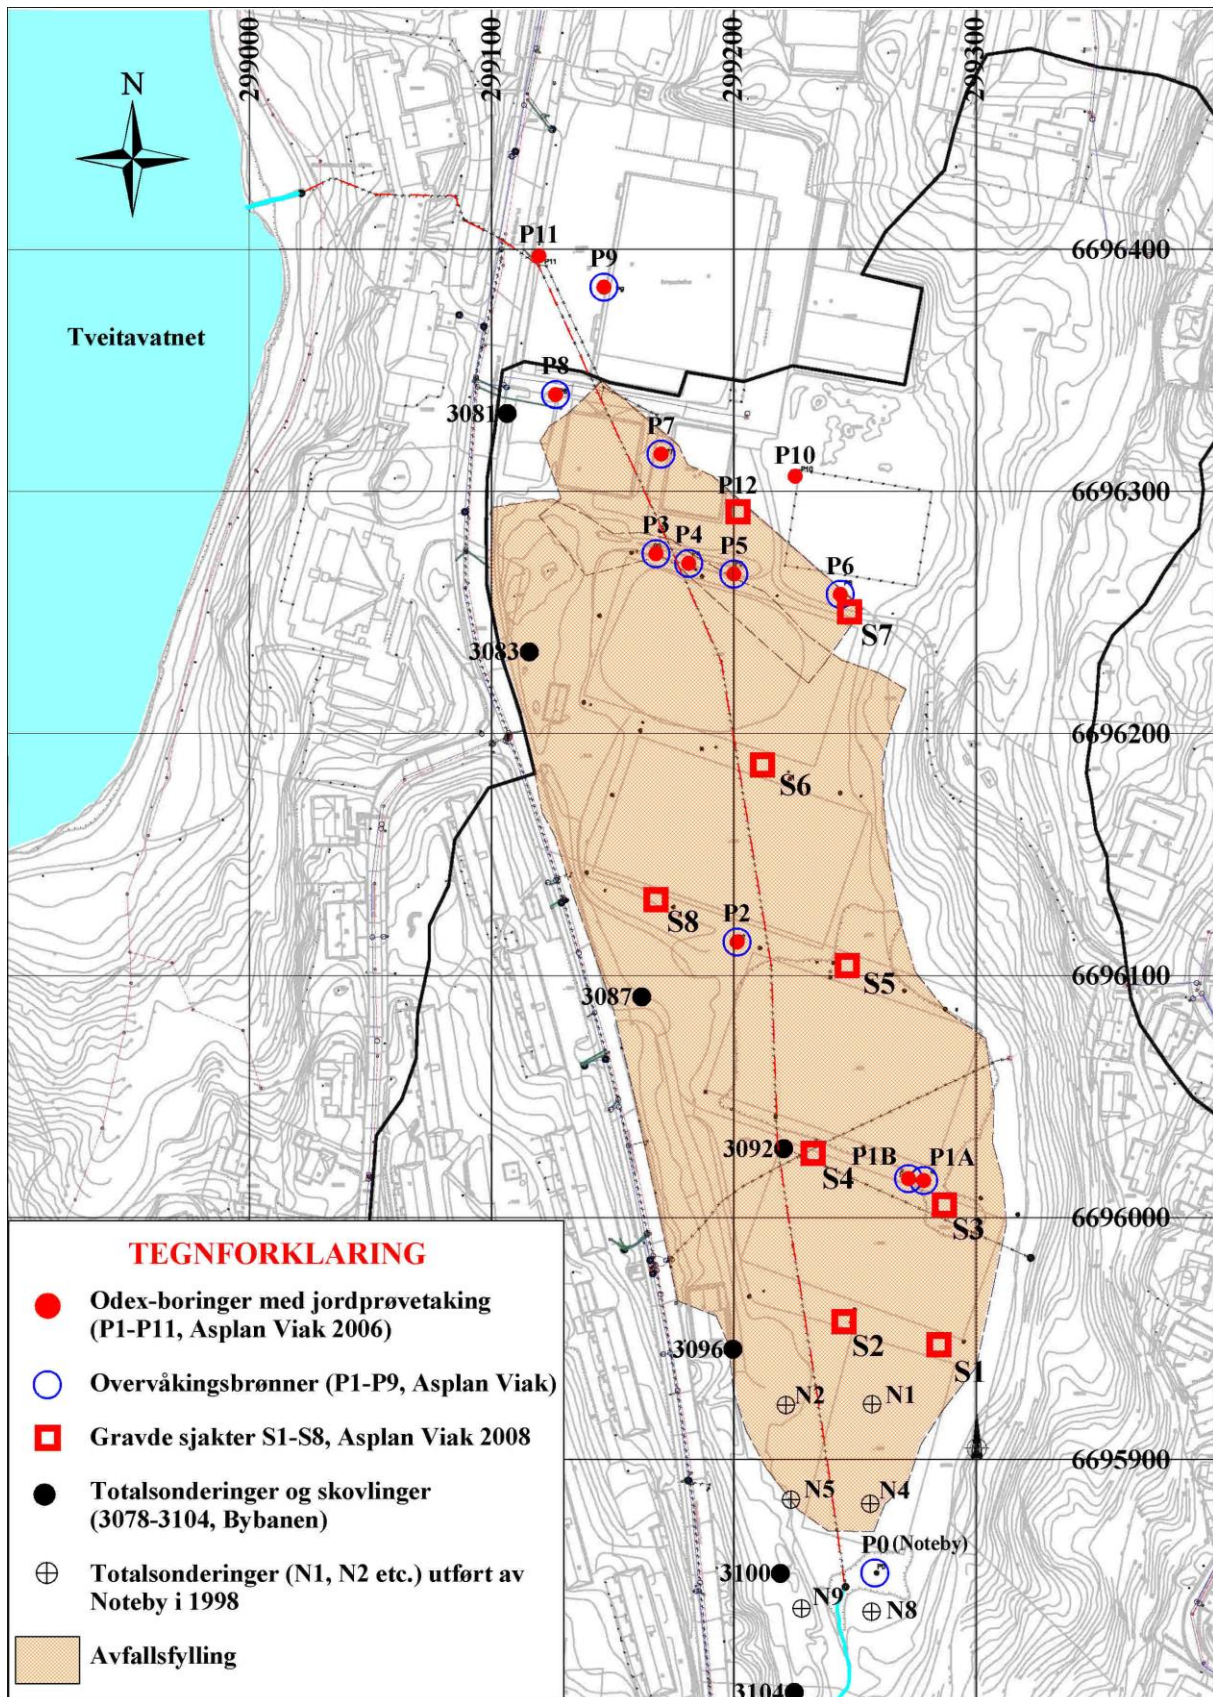 299000
299100
299200
299300
N
P11
P11
P9
6696400
Tveitavatnet
P8
3081
P7
P10
P10
P12
6696300
P3
P4
P5
P6
S7
3083
6696200
S6
S8
P2
S5
6696100
3087
3092
S4
P1B
P1A
S3
6696000
S2
S1
3096
N2
N1
6695900
N5
N4
P0 (Noteby)
3100
N9
N8
3104
TEGNFORKLARING
Odex-boringer med jordprøvetaking
(P1-P11, Asplan Viak 2006)
Overvåkingsbrønner (P1-P9, Asplan Viak)
Gravde sjakter S1-S8, Asplan Viak 2008
Totalsonderinger og skovlinger
(3078-3104, Bybanen)
Totalsonderinger (N1, N2 etc.) utført av
Noteby i 1998
Avfallsfylling